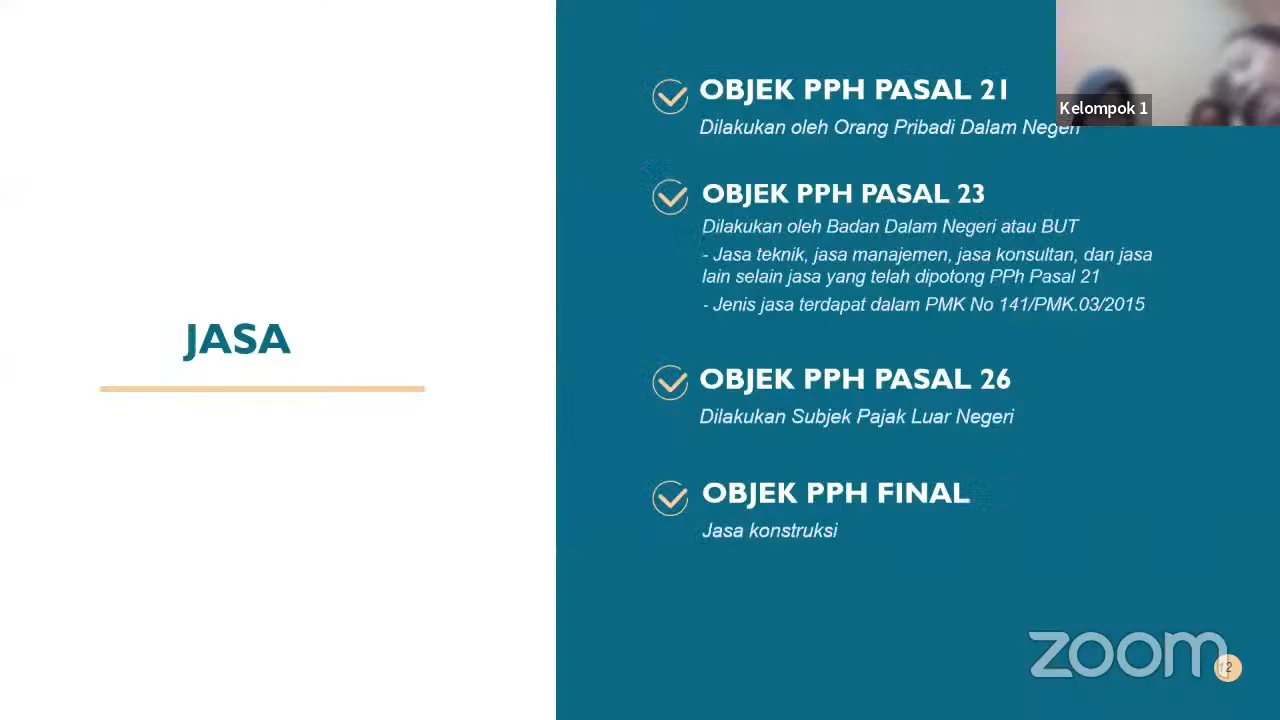 JASA
OBJEK PPH PASAL 21
Dilakukan oleh Orang Pribadi Dalam Negeri
OBJEK PPH PASAL 23
Dilakukan oleh Badan Dalam Negeri atau BUT
- Jasa teknik, jasa manajemen, jasa konsultan, dan jasa
lain selain jasa yang telah dipotong PPh Pasal 21
- Jenis jasa terdapat dalam PMK No 141/PMK.03/2015
OBJEK PPH PASAL 26
Dilakukan Subjek Pajak Luar Negeri
OBJEK PPH FINAL
Jasa konstruksi
Kelompok 1
zoom
12